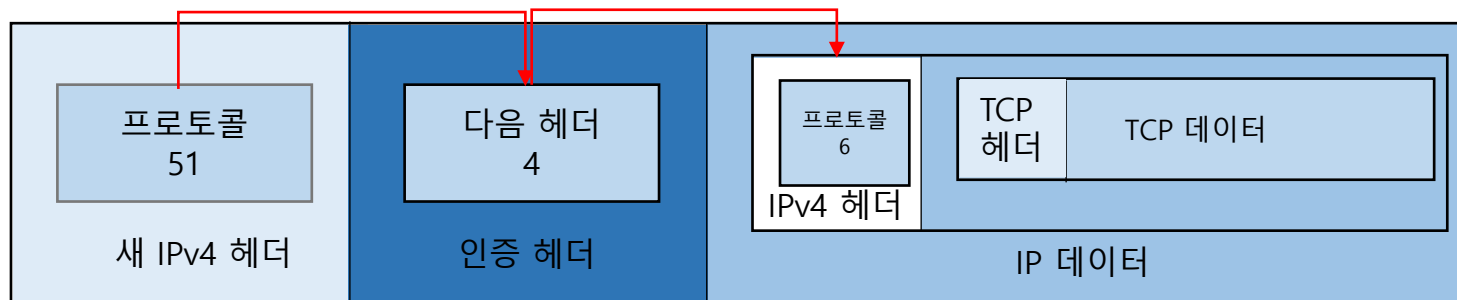 프로토콜
51
새 IPv4 헤더
다음 헤더
4
인증 헤더
프로토콜
6
IPv4 헤더
TCP
헤더
TCP 데이터
IP 데이터